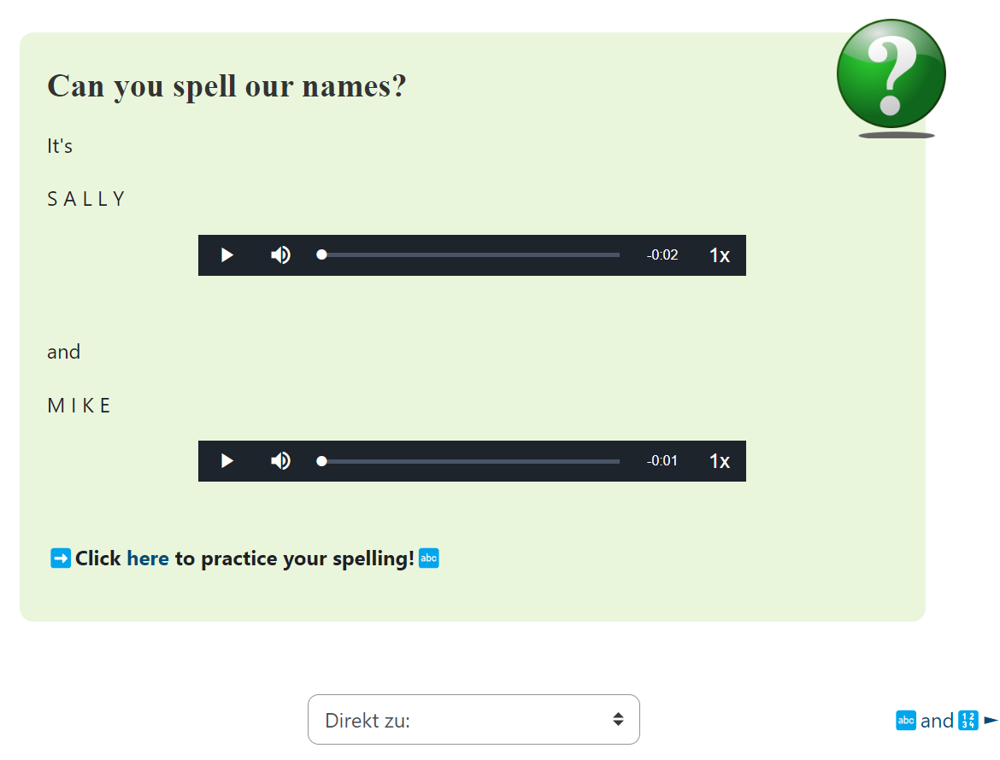 Can you spell our names?
It's
S A L L Y
-0:02 1x
and
M I K E
-0:01 1x
➡️ Click here to practice your spelling! 🔤
Direkt zu:
🔤 and 🔢 ►